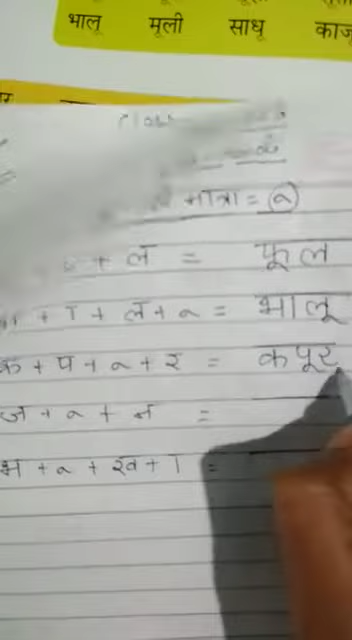 भालू मूली साधू
मात्रा = ू
+ ल = फूल
+ ा + ल + ू = भालू
क + प + ू + र = कपूर
ज + ू + न =
भ + ू + ख + ा =